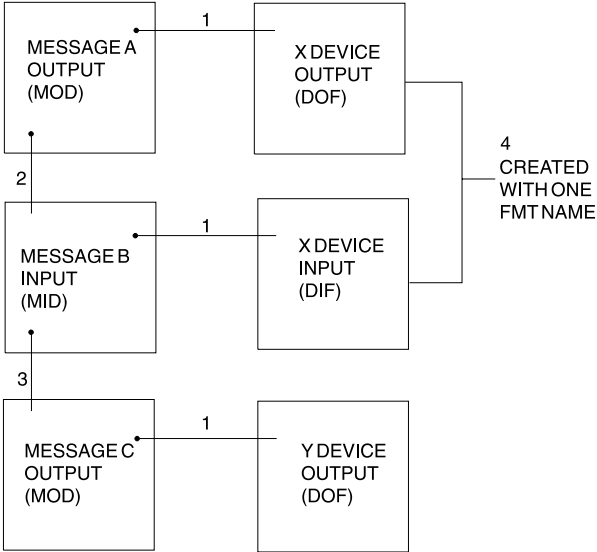 MESSAGE A
OUTPUT
(MOD)
1
X DEVICE
OUTPUT
(DOF)
2
4
CREATED
WITH ONE
FMT NAME
MESSAGE B
INPUT
(MID)
1
X DEVICE
INPUT
(DIF)
3
MESSAGE C
OUTPUT
(MOD)
1
Y DEVICE
OUTPUT
(DOF)